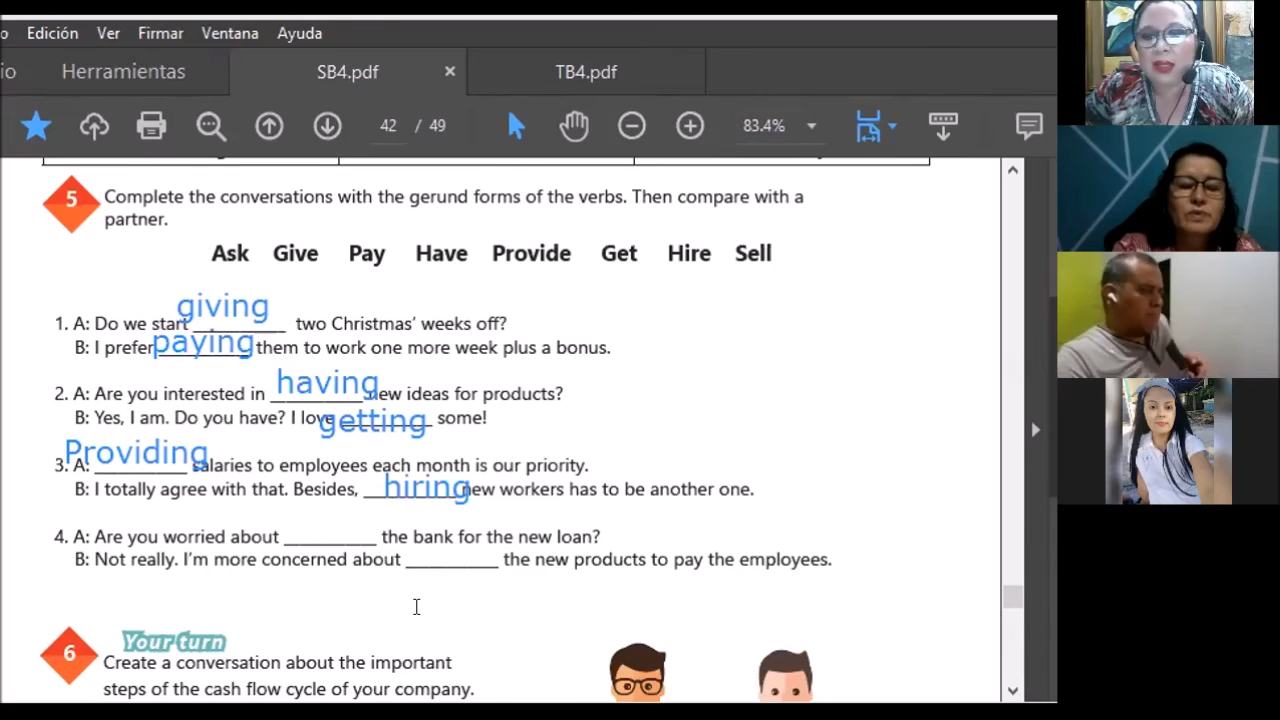 o Edición Ver Firmar Ventana Ayuda
io Herramientas SB4.pdf × TB4.pdf
42 / 49 83.4%
5 Complete the conversations with the gerund forms of the verbs. Then compare with a
partner.
Ask Give Pay Have Provide Get Hire Sell
giving
1. A: Do we start __________ two Christmas’ weeks off?
paying
B: I prefer__________ them to work one more week plus a bonus.
having
2. A: Are you interested in __________ new ideas for products?
getting
B: Yes, I am. Do you have? I love __________ some!
Providing
3. A: __________ salaries to employees each month is our priority.
hiring
B: I totally agree with that. Besides, __________ new workers has to be another one.
4. A: Are you worried about __________ the bank for the new loan?
B: Not really. I’m more concerned about __________ the new products to pay the employees.
6 Your turn
Create a conversation about the important
steps of the cash flow cycle of your company.